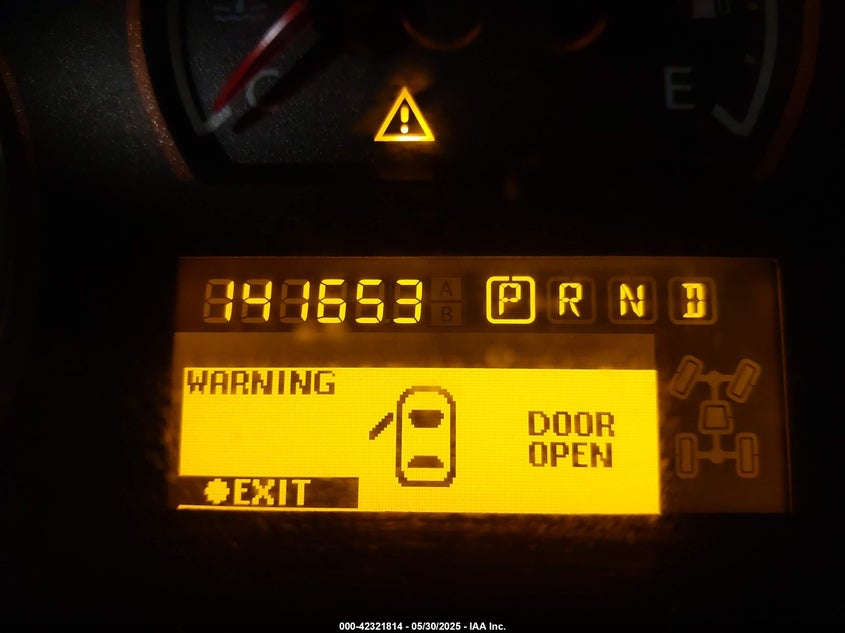 C
E
141653
A
B
P R N D
WARNING
DOOR
OPEN
EXIT
000-42321814 - 05/30/2025 - IAA Inc.